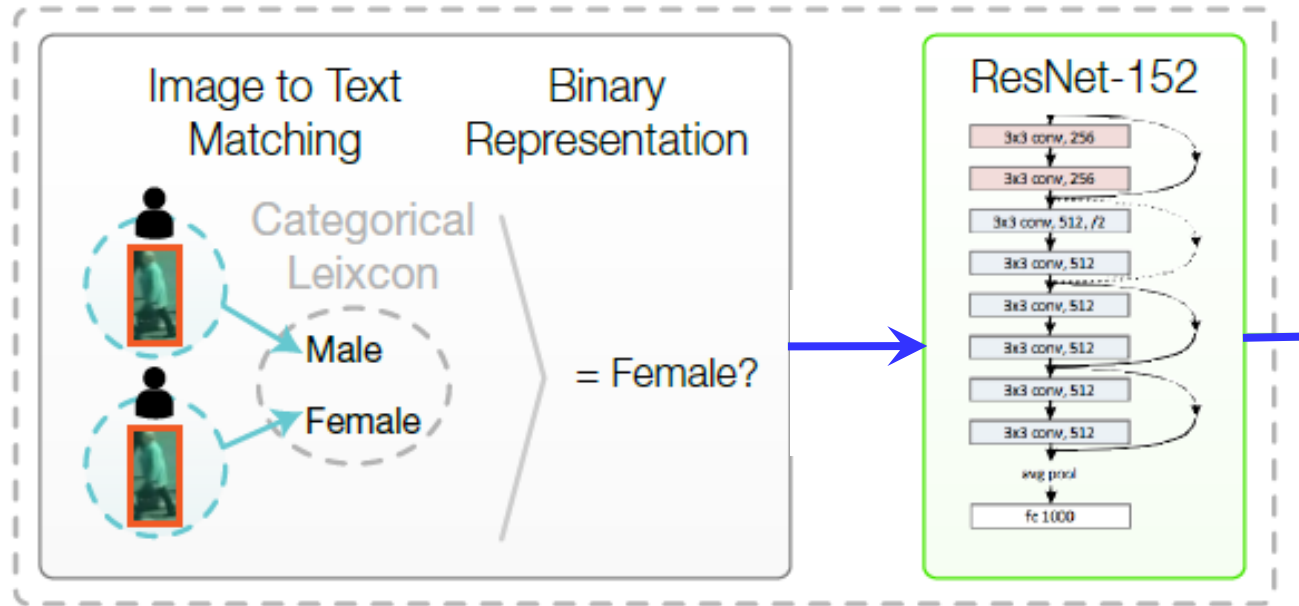 Image to Text
Matching
Binary
Representation
Categorical
Leixcon
Male
Female
= Female?
ResNet-152
3x3 conv, 256
3x3 conv, 256
3x3 conv, 512, /2
3x3 conv, 512
3x3 conv, 512
3x3 conv, 512
3x3 conv, 512
3x3 conv, 512
avg pool
fc 1000